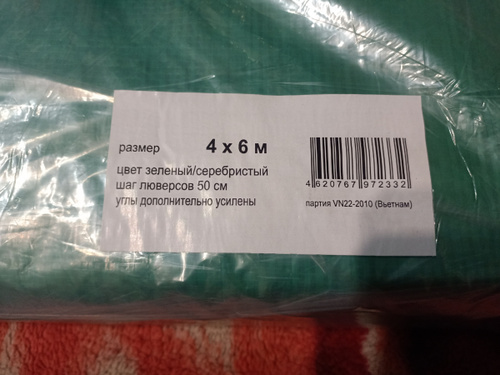 размер 4 x 6 м
цвет зеленый/серебристый
шаг люверсов 50 см
углы дополнительно усилены
4 620767 972332
партия VN22-2010 (Вьетнам)